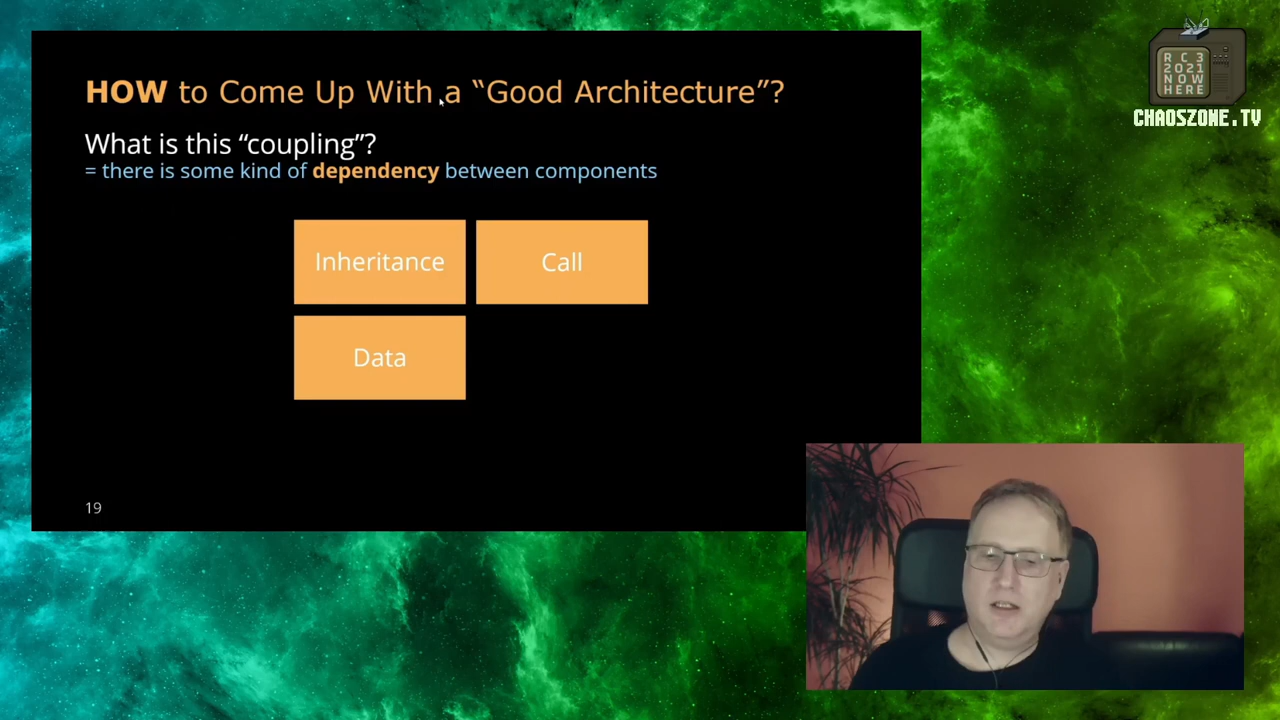 HOW to Come Up With a “Good Architecture”?
What is this “coupling”?
= there is some kind of dependency between components
Inheritance
Call
Data
19
RC3
2021
NOW
HERE
CHAOSZONE.TV